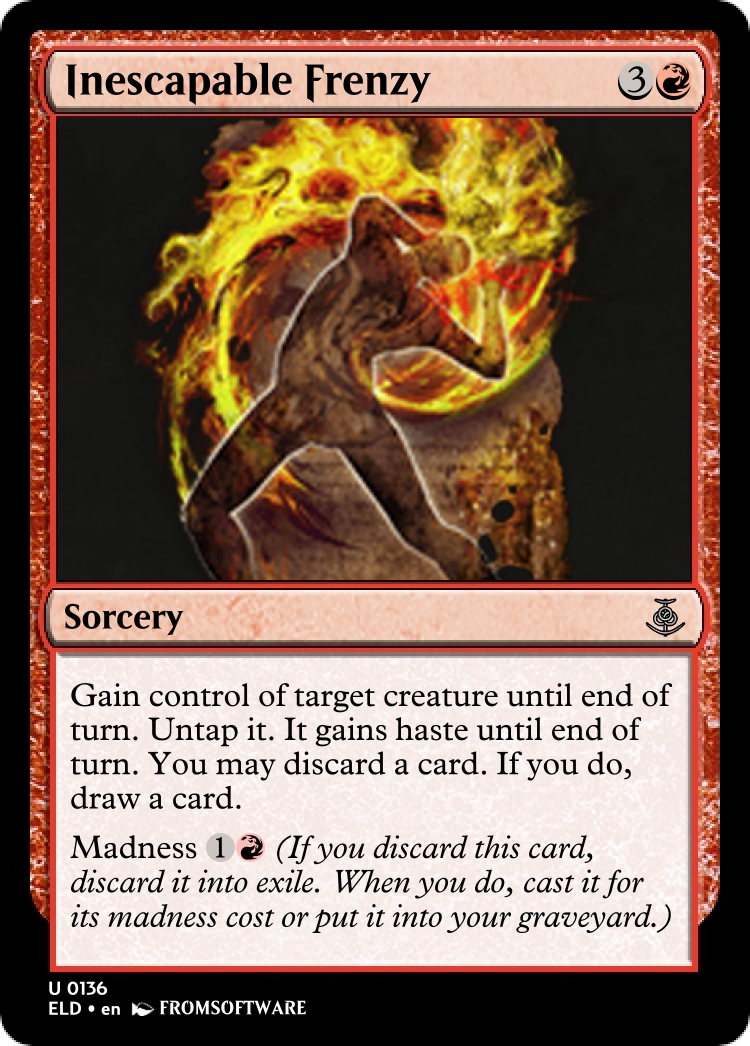 Inescapable Frenzy 3
Sorcery
Gain control of target creature until end of
turn. Untap it. It gains haste until end of
turn. You may discard a card. If you do,
draw a card.
Madness 1 (If you discard this card,
discard it into exile. When you do, cast it for
its madness cost or put it into your graveyard.)
U 0136
ELD • en FROMSOFTWARE